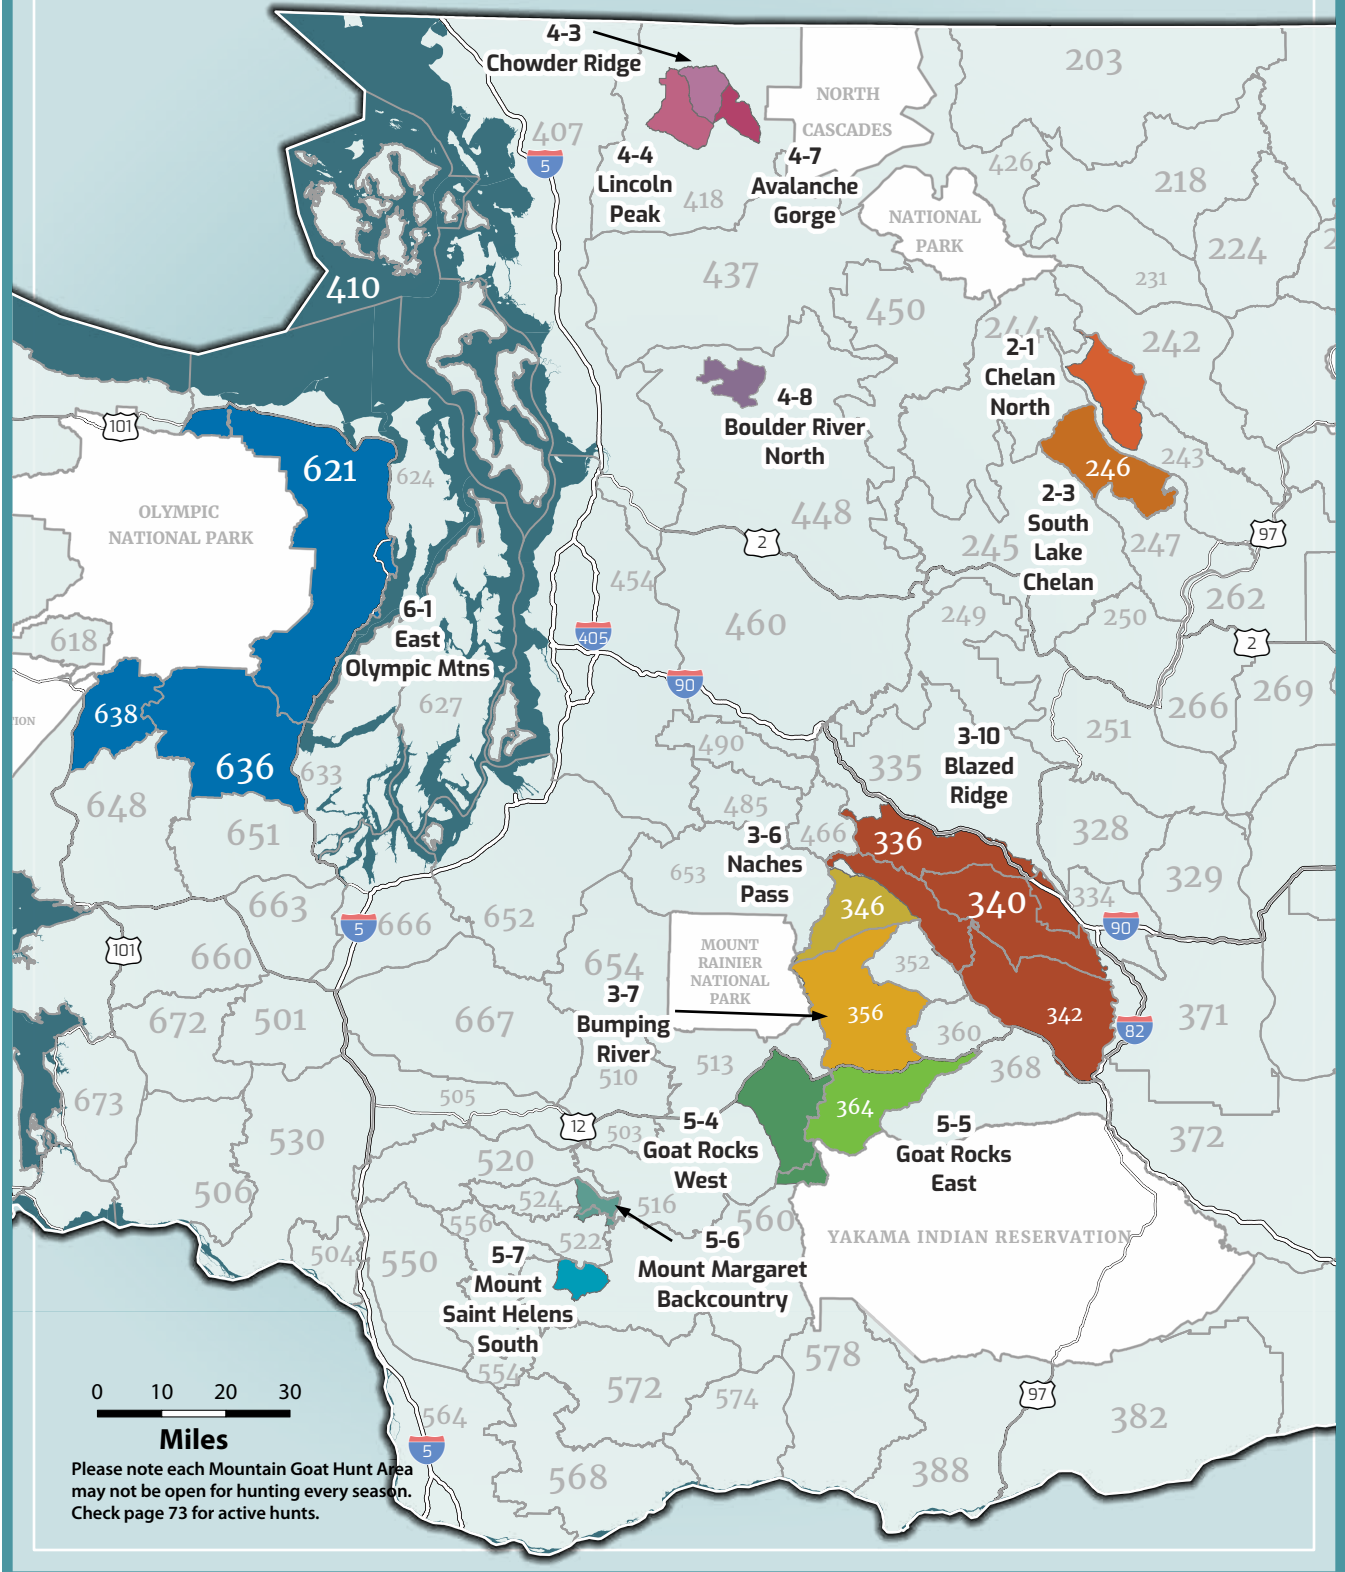 4-3
Chowder Ridge
203
NORTH
CASCADES
407
5
4-4
Lincoln
Peak
4-7
Avalanche
Gorge
418
426
218
NATIONAL
PARK
224
2
437
231
410
450
244
242
2-1
Chelan
North
4-8
Boulder River
North
101
621
624
246
243
2-3
South
Lake
Chelan
OLYMPIC
NATIONAL PARK
448
2
245
247
97
454
6-1
East
Olympic Mtns
405
460
249
250
262
2
618
90
627
638
ION
266
269
251
490
3-10
Blazed
Ridge
335
636
633
648
651
485
466
336
328
3-6
Naches
Pass
653
329
346
340
334
663
5
666
652
90
101
660
654
MOUNT
RAINIER
NATIONAL
PARK
352
3-7
Bumping
River
356
342
672
501
667
360
82
371
513
510
368
673
505
364
12
503
5-4
Goat Rocks
West
5-5
Goat Rocks
East
372
530
520
506
524
516
556
560
522
5-6
Mount Margaret
Backcountry
YAKAMA INDIAN RESERVATION
504
550
5-7
Mount
Saint Helens
South
578
554
572
574
97
382
564
5
568
388
0 10 20 30
Miles
Please note each Mountain Goat Hunt Area
may not be open for hunting every season.
Check page 73 for active hunts.